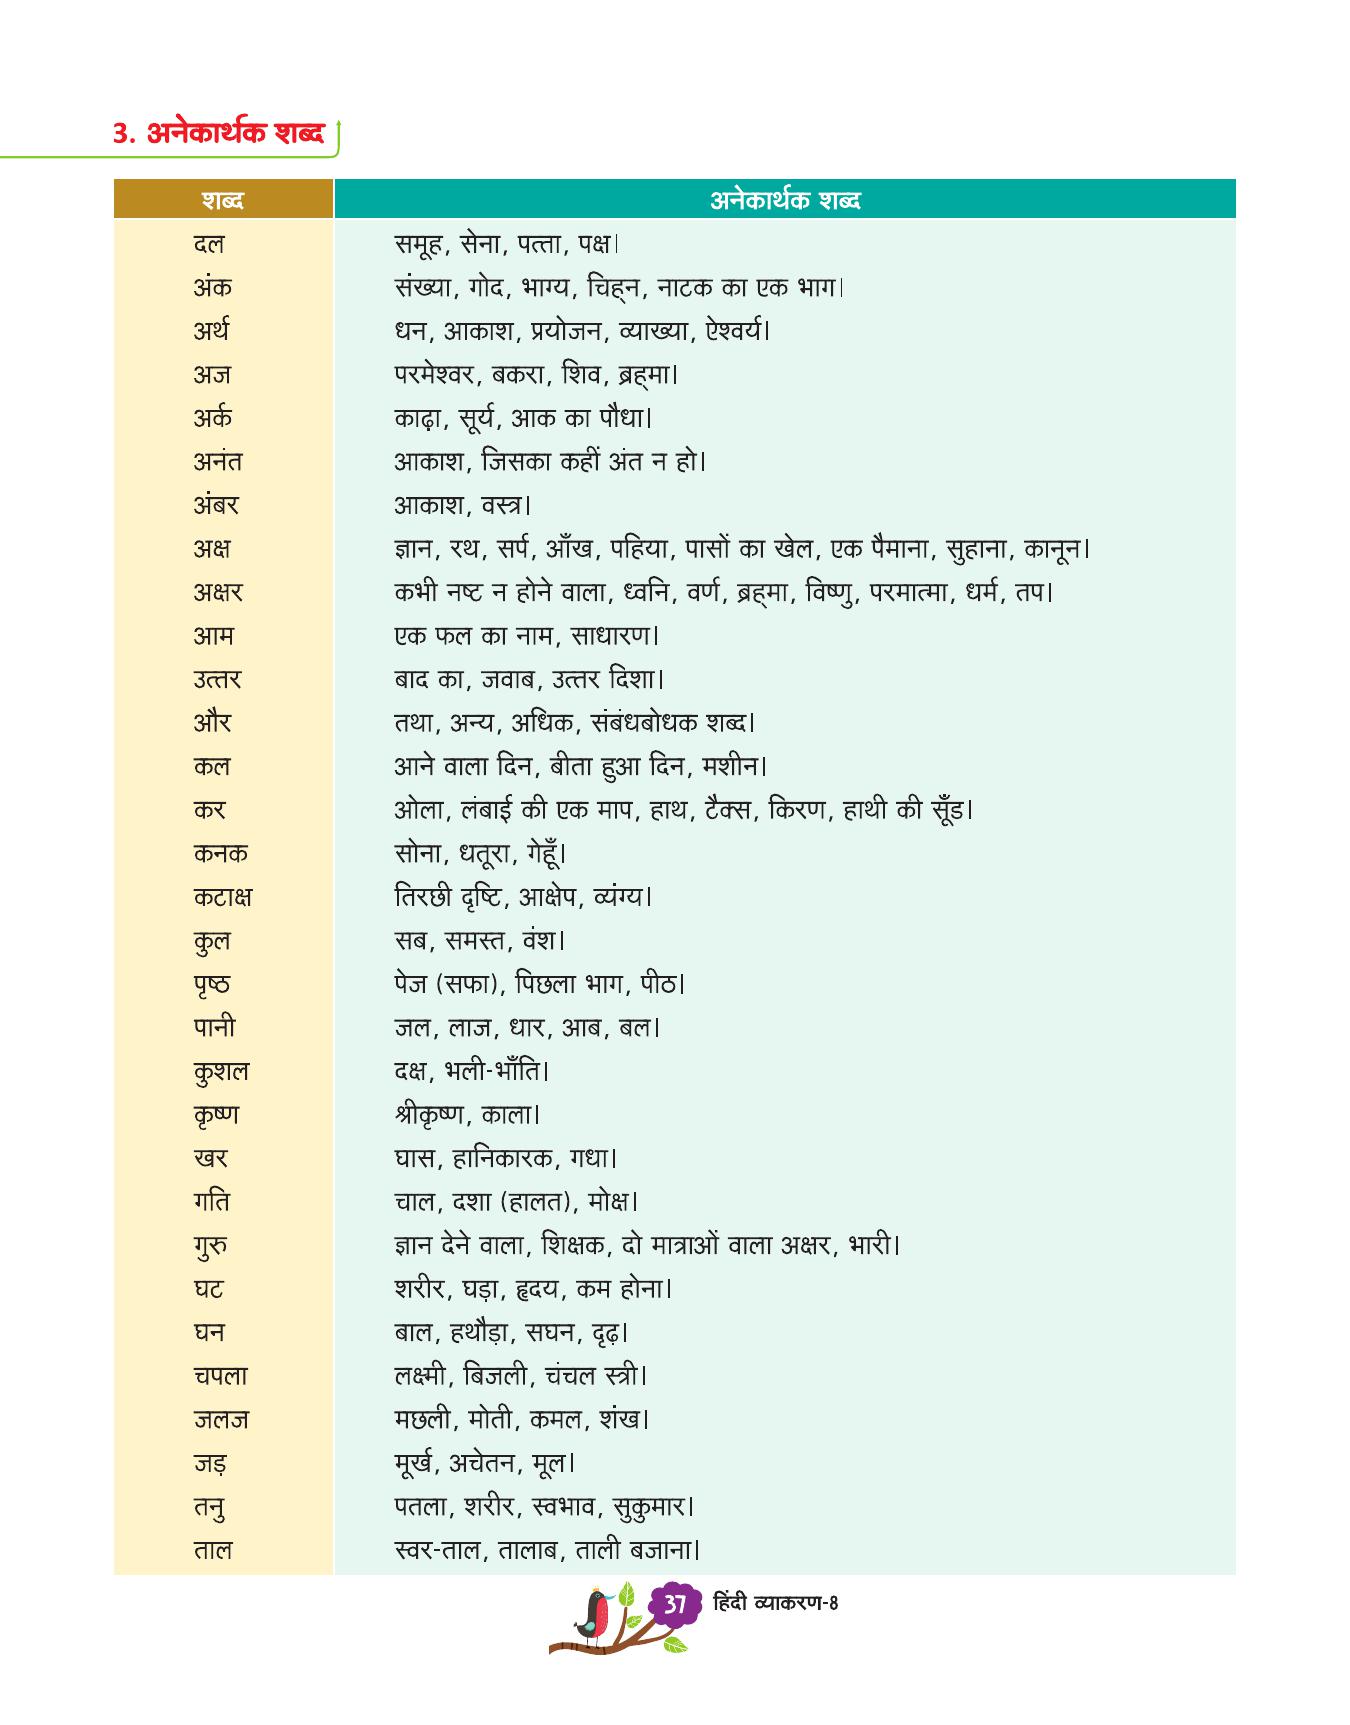 3. अनेकार्थक शब्द
शब्द अनेकार्थक शब्द
दल समूह, सेना, पत्ता, पक्ष।
अंक संख्या, गोद, भाग्य, चिह्‌न, नाटक का एक भाग।
अर्थ धन, आकाश, प्रयोजन, व्याख्या, ऐश्वर्य।
अज परमेश्वर, बकरा, शिव, ब्रह्‌मा।
अर्क काढ़ा, सूर्य, आक का पौधा।
अनंत आकाश, जिसका कहीं अंत न हो।
अंबर आकाश, वस्त्र।
अक्ष ज्ञान, रथ, सर्प, आँख, पहिया, पासों का खेल, एक पैमाना, सुहाना, कानून।
अक्षर कभी नष्ट न होने वाला, ध्वनि, वर्ण, ब्रह्‌मा, विष्णु, परमात्मा, धर्म, तप।
आम एक फल का नाम, साधारण।
उत्तर बाद का, जवाब, उत्तर दिशा।
और तथा, अन्य, अधिक, संबंधबोधक शब्द।
कल आने वाला दिन, बीता हुआ दिन, मशीन।
कर ओला, लंबाई की एक माप, हाथ, टैक्स, किरण, हाथी की सूँड।
कनक सोना, धतूरा, गेहूँ।
कटाक्ष तिरछी दृष्टि, आक्षेप, व्यंग्य।
कुल सब, समस्त, वंश।
पृष्ठ पेज (सफा), पिछला भाग, पीठ।
पानी जल, लाज, धार, आब, बल।
कुशल दक्ष, भली-भाँति।
कृष्ण श्रीकृष्ण, काला।
खर घास, हानिकारक, गधा।
गति चाल, दशा (हालत), मोक्ष।
गुरु ज्ञान देने वाला, शिक्षक, दो मात्राओं वाला अक्षर, भारी।
घट शरीर, घड़ा, हृदय, कम होना।
घन बाल, हथौड़ा, सघन, दृढ़।
चपला लक्ष्मी, बिजली, चंचल स्त्री।
जलज मछली, मोती, कमल, शंख।
जड़ मूर्ख, अचेतन, मूल।
तनु पतला, शरीर, स्वभाव, सुकुमार।
ताल स्वर-ताल, तालाब, ताली बजाना।
37 हिंदी व्याकरण-8